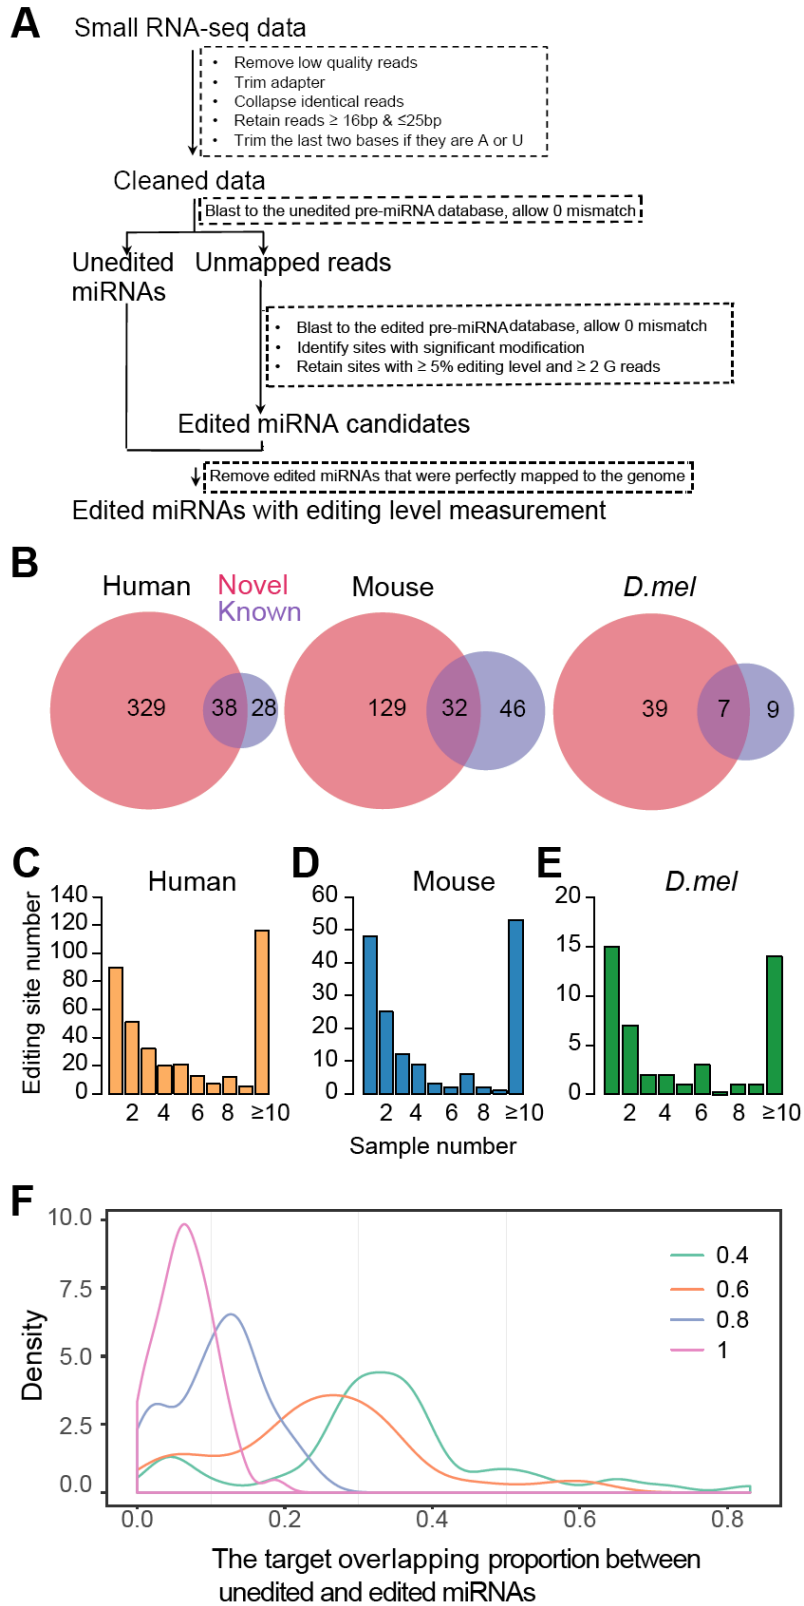 A
Small RNA-seq data
• Remove low quality reads
• Trim adapter
• Collapse identical reads
• Retain reads ≥ 16bp & ≤25bp
• Trim the last two bases if they are A or U
Cleaned data
Blast to the unedited pre-miRNA database, allow 0 mismatch
Unedited miRNAs
Unmapped reads
• Blast to the edited pre-miRNA database, allow 0 mismatch
• Identify sites with significant modification
• Retain sites with ≥ 5% editing level and ≥ 2 G reads
Edited miRNA candidates
Remove edited miRNAs that were perfectly mapped to the genome
Edited miRNAs with editing level measurement
B
Human Novel Mouse D.mel
Known
329 38 28 129 32 46 39 7 9
C
Human
Editing site number
140
120
100
80
60
40
20
0
2 4 6 8 ≥10
D
Mouse
60
50
40
30
20
10
0
2 4 6 8 ≥10
Sample number
E
D.mel
20
15
10
5
0
2 4 6 8 ≥10
F
Density
10.0
7.5
5.0
2.5
0.0
0.4
0.6
0.8
1
0.0 0.2 0.4 0.6 0.8
The target overlapping proportion between
unedited and edited miRNAs